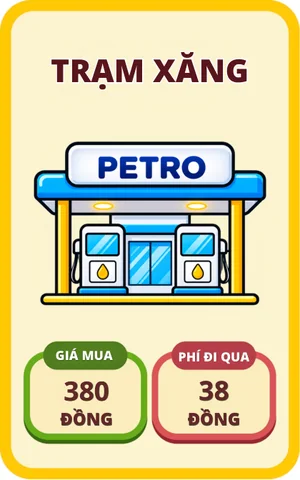 TRẠM XĂNG
PETRO
GIÁ MUA
380
ĐỒNG
PHÍ ĐI QUA
38
ĐỒNG